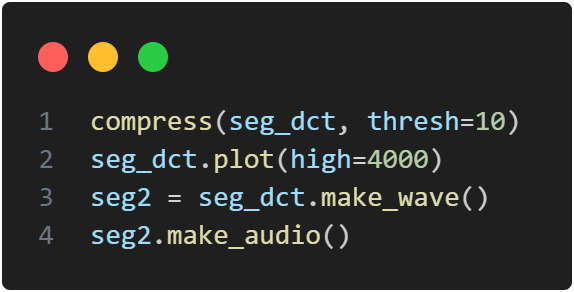 1 compress(seg_dct, thresh=10)
2 seg_dct.plot(high=4000)
3 seg2 = seg_dct.make_wave()
4 seg2.make_audio()